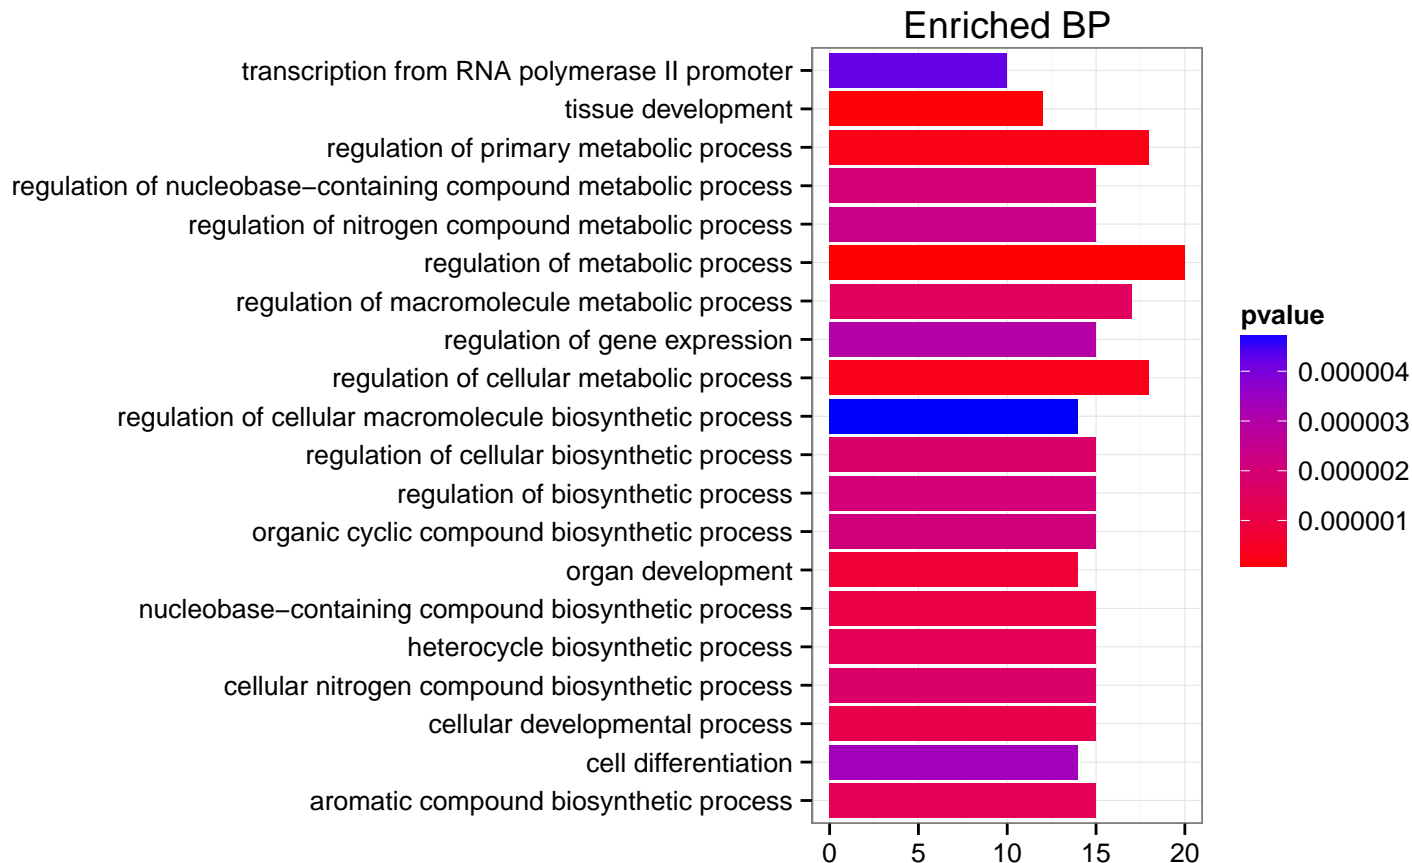 Enriched BP
transcription from RNA polymerase II promoter
tissue development
regulation of primary metabolic process
regulation of nucleobase−containing compound metabolic process
regulation of nitrogen compound metabolic process
regulation of metabolic process
regulation of macromolecule metabolic process
regulation of gene expression
regulation of cellular metabolic process
regulation of cellular macromolecule biosynthetic process
regulation of cellular biosynthetic process
regulation of biosynthetic process
organic cyclic compound biosynthetic process
organ development
nucleobase−containing compound biosynthetic process
heterocycle biosynthetic process
cellular nitrogen compound biosynthetic process
cellular developmental process
cell differentiation
aromatic compound biosynthetic process
0 5 10 15 20
pvalue
0.000004
0.000003
0.000002
0.000001